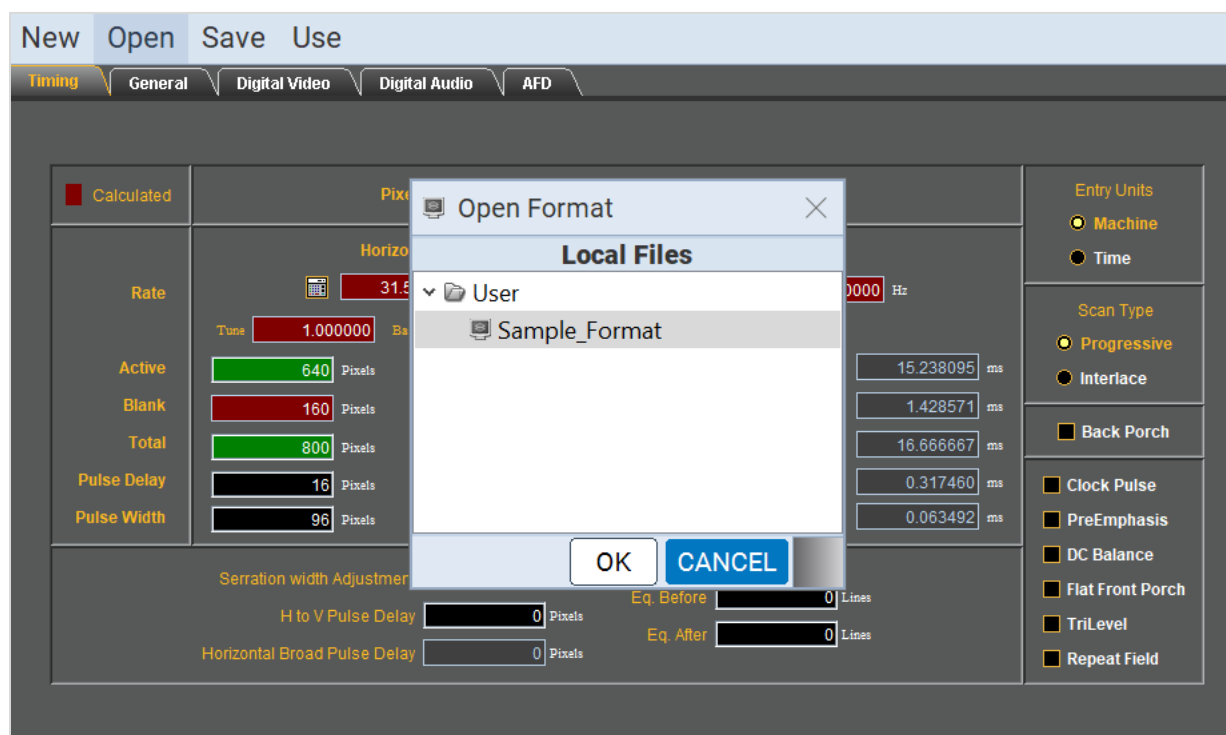 New Open Save Use
Timing General Digital Video Digital Audio AFD
Calculated
Open Format
Local Files
User
Sample_Format
OK CANCEL
Rate
31.5
0000 Hz
Tune 1.000000
Active 640 Pixels 15.238095 ms
Blank 160 Pixels 1.428571 ms
Total 800 Pixels 16.666667 ms
Pulse Delay 16 Pixels 0.317460 ms
Pulse Width 96 Pixels 0.063492 ms
Serration width
H to V Pulse Delay 0 Pixels
Horizontal Broad Pulse Delay 0 Pixels
Eq. Before 0 Lines
Eq. After 0 Lines
Entry Units
Machine
Time
Scan Type
Progressive
Interlace
Back Porch
Clock Pulse
PreEmphasis
DC Balance
Flat Front Porch
TriLevel
Repeat Field